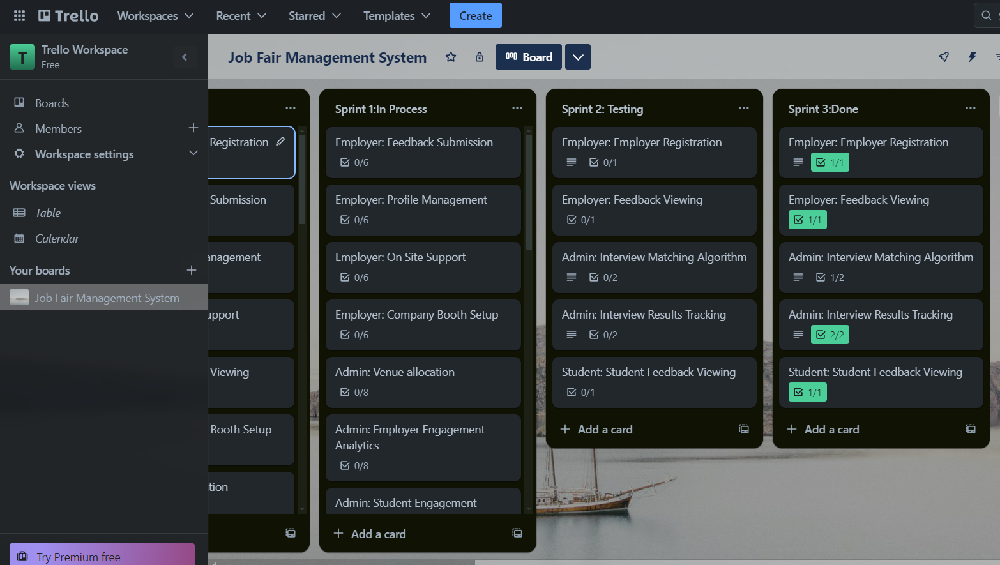 Trello
Workspaces
Recent
Starred
Templates
Create
Trello Workspace
Free
Boards
Members
Workspace settings
Workspace views
Table
Calendar
Your boards
Job Fair Management System
Try Premium free
Job Fair Management System
Board
Registration
Submission
anagement
upport
Viewing
Booth Setup
Sprint 1:In Process
Employer: Feedback Submission
0/6
Employer: Profile Management
0/6
Employer: On Site Support
0/6
Employer: Company Booth Setup
0/6
Admin: Venue allocation
0/8
Admin: Employer Engagement
Analytics
0/8
Admin: Student Engagement
Add a card
Sprint 2: Testing
Employer: Employer Registration
0/1
Employer: Feedback Viewing
0/1
Admin: Interview Matching Algorithm
0/2
Admin: Interview Results Tracking
0/2
Student: Student Feedback Viewing
0/1
Add a card
Sprint 3:Done
Employer: Employer Registration
1/1
Employer: Feedback Viewing
1/1
Admin: Interview Matching Algorithm
1/2
Admin: Interview Results Tracking
2/2
Student: Student Feedback Viewing
1/1
Add a card